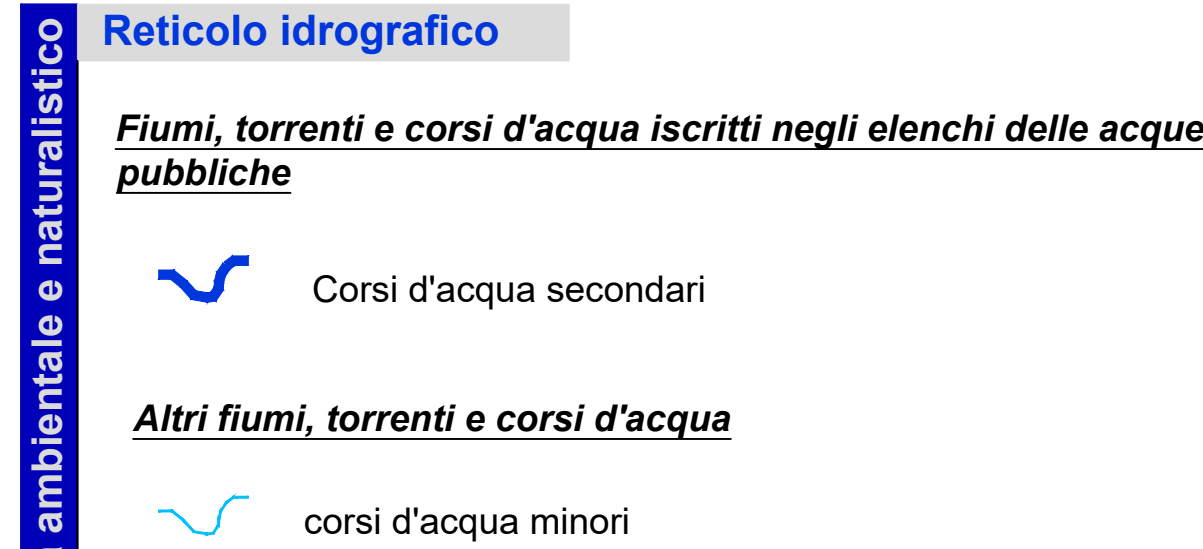 Reticolo idrografico
Fiumi, torrenti e corsi d'acqua iscritti negli elenchi delle acque
pubbliche
Corsi d'acqua secondari
Altri fiumi, torrenti e corsi d'acqua
corsi d'acqua minori
ambientale e naturalistico